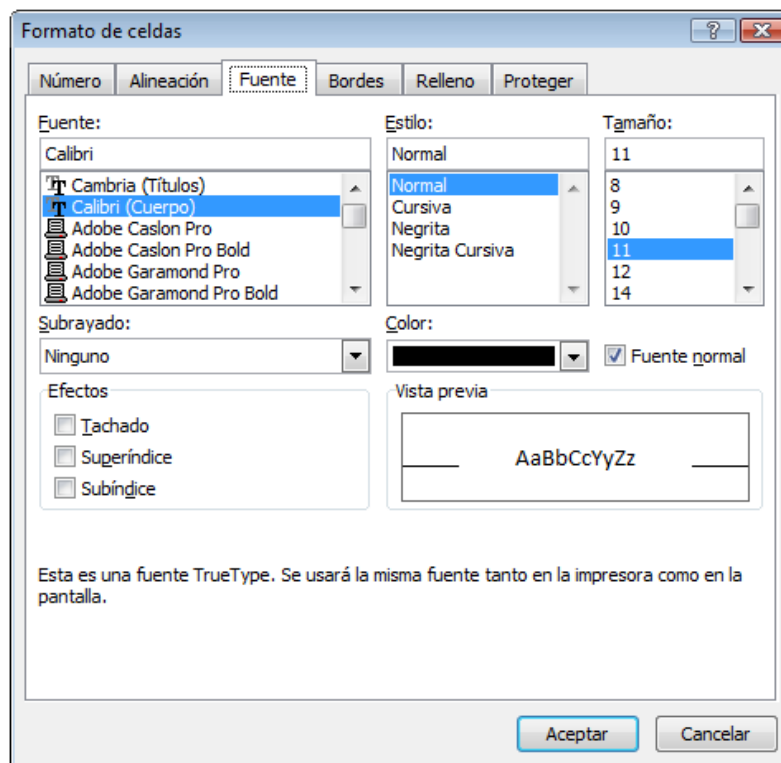 Formato de celdas
Número Alineación Fuente Bordes Relleno Proteger
Fuente: Estilo: Tamaño:
Calibri Normal 11
Cambria (Títulos) Normal 8
Calibri (Cuerpo) Cursiva 9
Adobe Caslon Pro Negrita 10
Adobe Caslon Pro Bold Negrita Cursiva 11
Adobe Garamond Pro 12
Adobe Garamond Pro Bold 14
Subrayado: Color:
Ninguno Fuente normal
Efectos Vista previa
Tachado
Superíndice AaBbCcYyZz
Subíndice
Esta es una fuente TrueType. Se usará la misma fuente tanto en la impresora como en la
pantalla.
Aceptar Cancelar